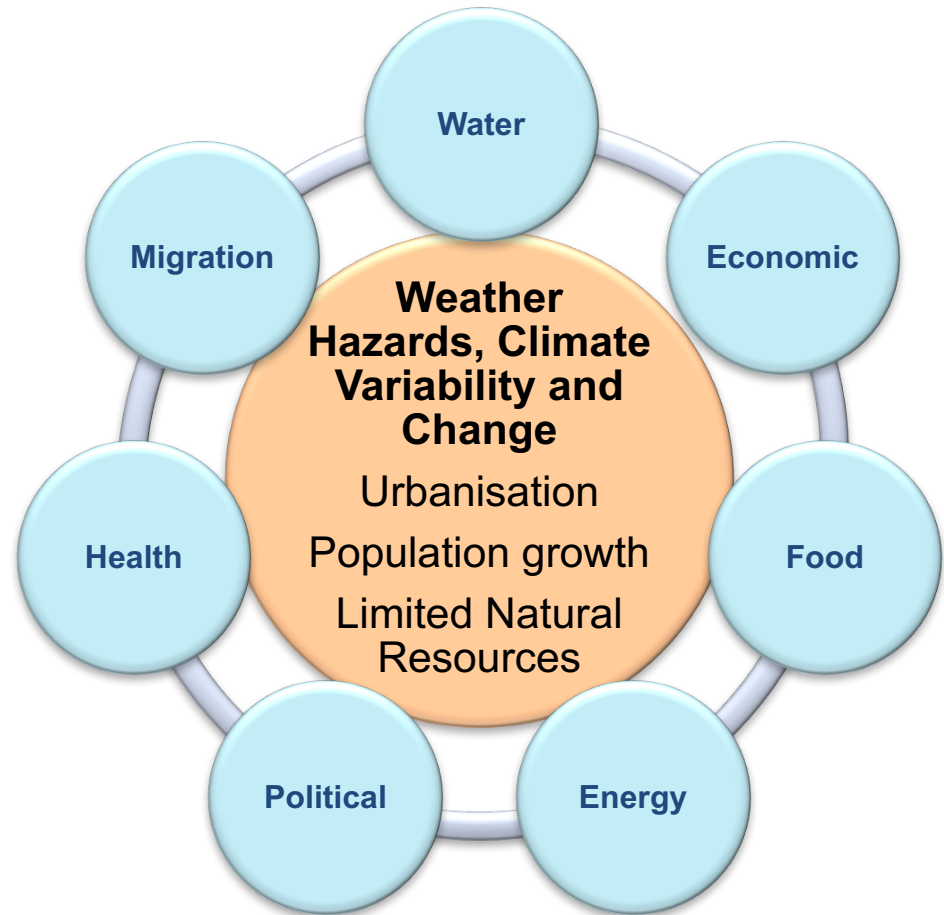 Water
Migration
Economic
Weather
Hazards, Climate
Variability and
Change
Urbanisation
Population growth
Limited Natural
Resources
Health
Food
Political
Energy